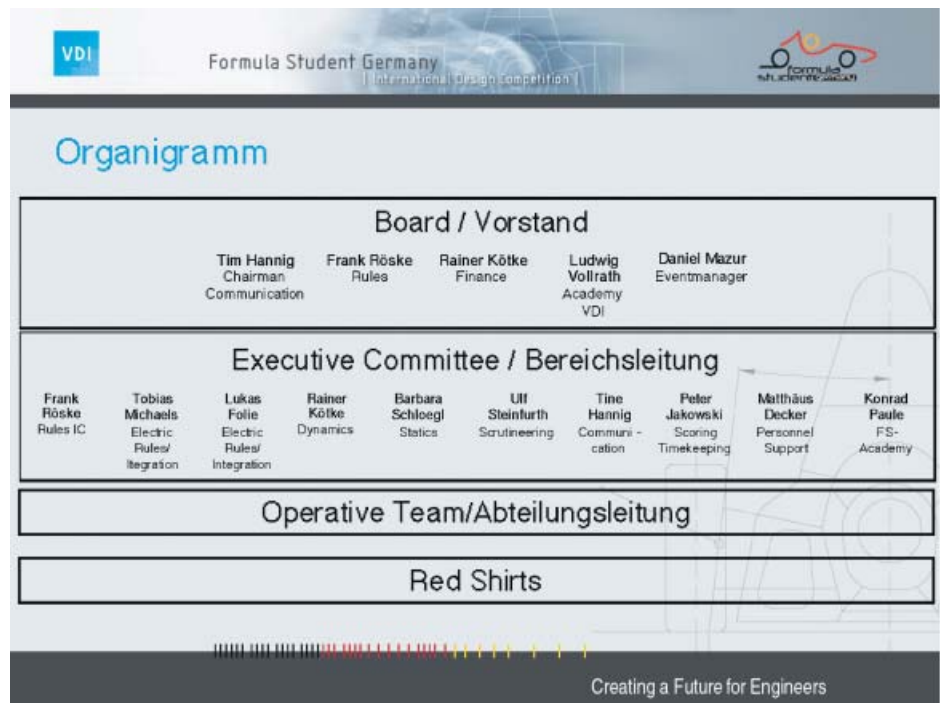 VDI
Formula Student Germany
International Design Competition
formula
student
Organigramm
Board / Vorstand
Tim Hannig
Chairman
Communication
Frank Röske
Rules
Rainer Kötke
Finance
Ludwig
Vollrath
Academy
VDI
Daniel Mazur
Eventmanager
Executive Committee / Bereichsleitung
Frank
Röske
Rules IC
Tobias
Michaels
Electric
Rules/
Itegration
Lukas
Folie
Electric
Rules/
Integration
Rainer
Kötke
Dynamics
Barbara
Schloegl
Statics
Ulf
Steinfurth
Scrutineering
Tine
Hannig
Communi -
cation
Peter
Jakowski
Scoring
Timekeeping
Matthäus
Decker
Personnel
Support
Konrad
Paule
FS-
Academy
Operative Team/Abteilungsleitung
Red Shirts
Creating a Future for Engineers